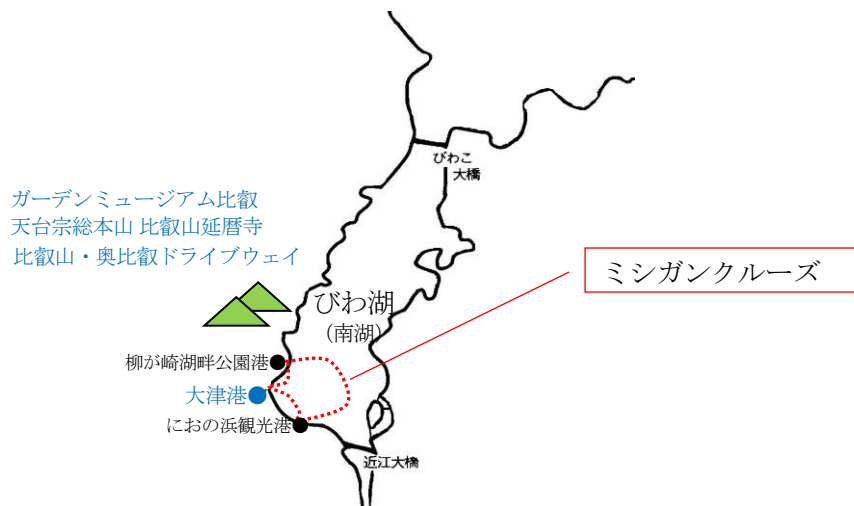 びわこ
大橋
ガーデンミュージアム比叡
天台宗総本山 比叡山延暦寺
比叡山・奥比叡ドライブウェイ
ミシガンクルーズ
びわ湖
(南湖)
柳が崎湖畔公園港
大津港
におの浜観光港
近江大橋